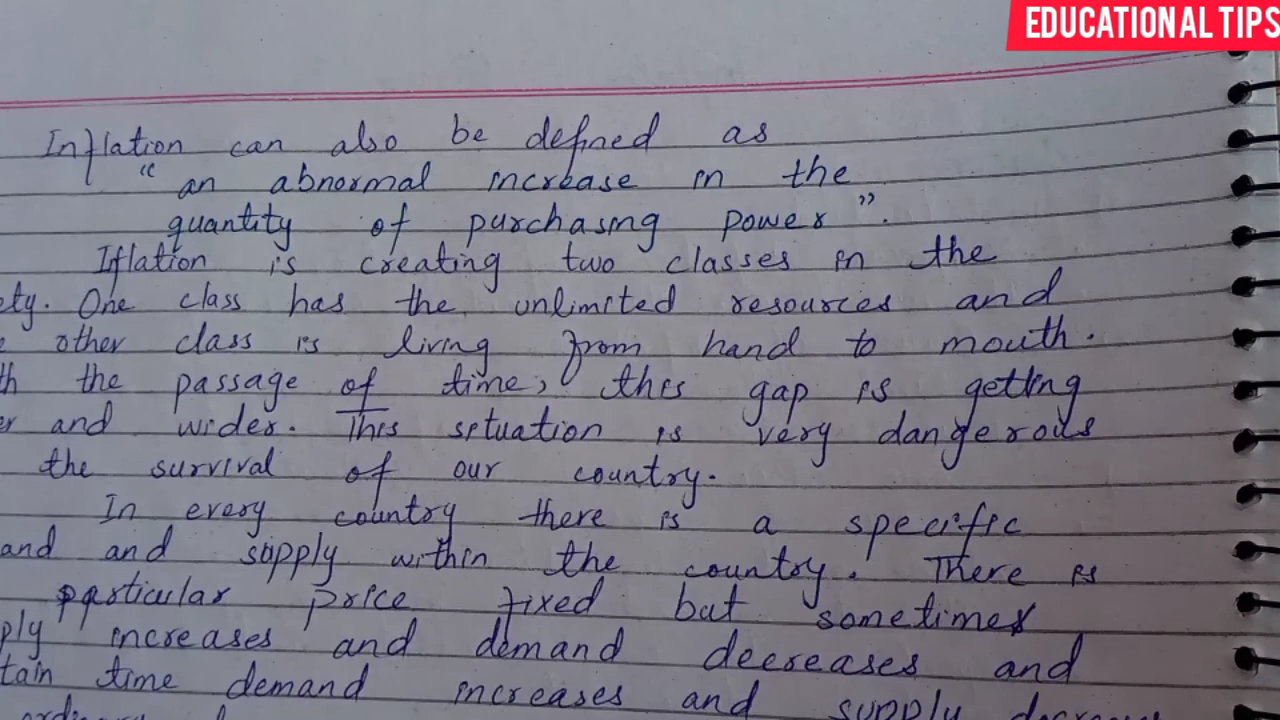 EDUCATIONAL TIPS
Inflation can also be defined as
" an abnormal increase in the
quantity of purchasing power ".
Iflation is creating two classes in the
ety. One class has the unlimited resources and
other class is living from hand to mouth.
th the passage of time, this gap is getting
er and wider. This situation is very dangerous
the survival of our country.
In every country there is a specific
and and supply within the country. There is
particular price fixed but sometimes
ply increases and demand decreases and
tain time demand increases and supply